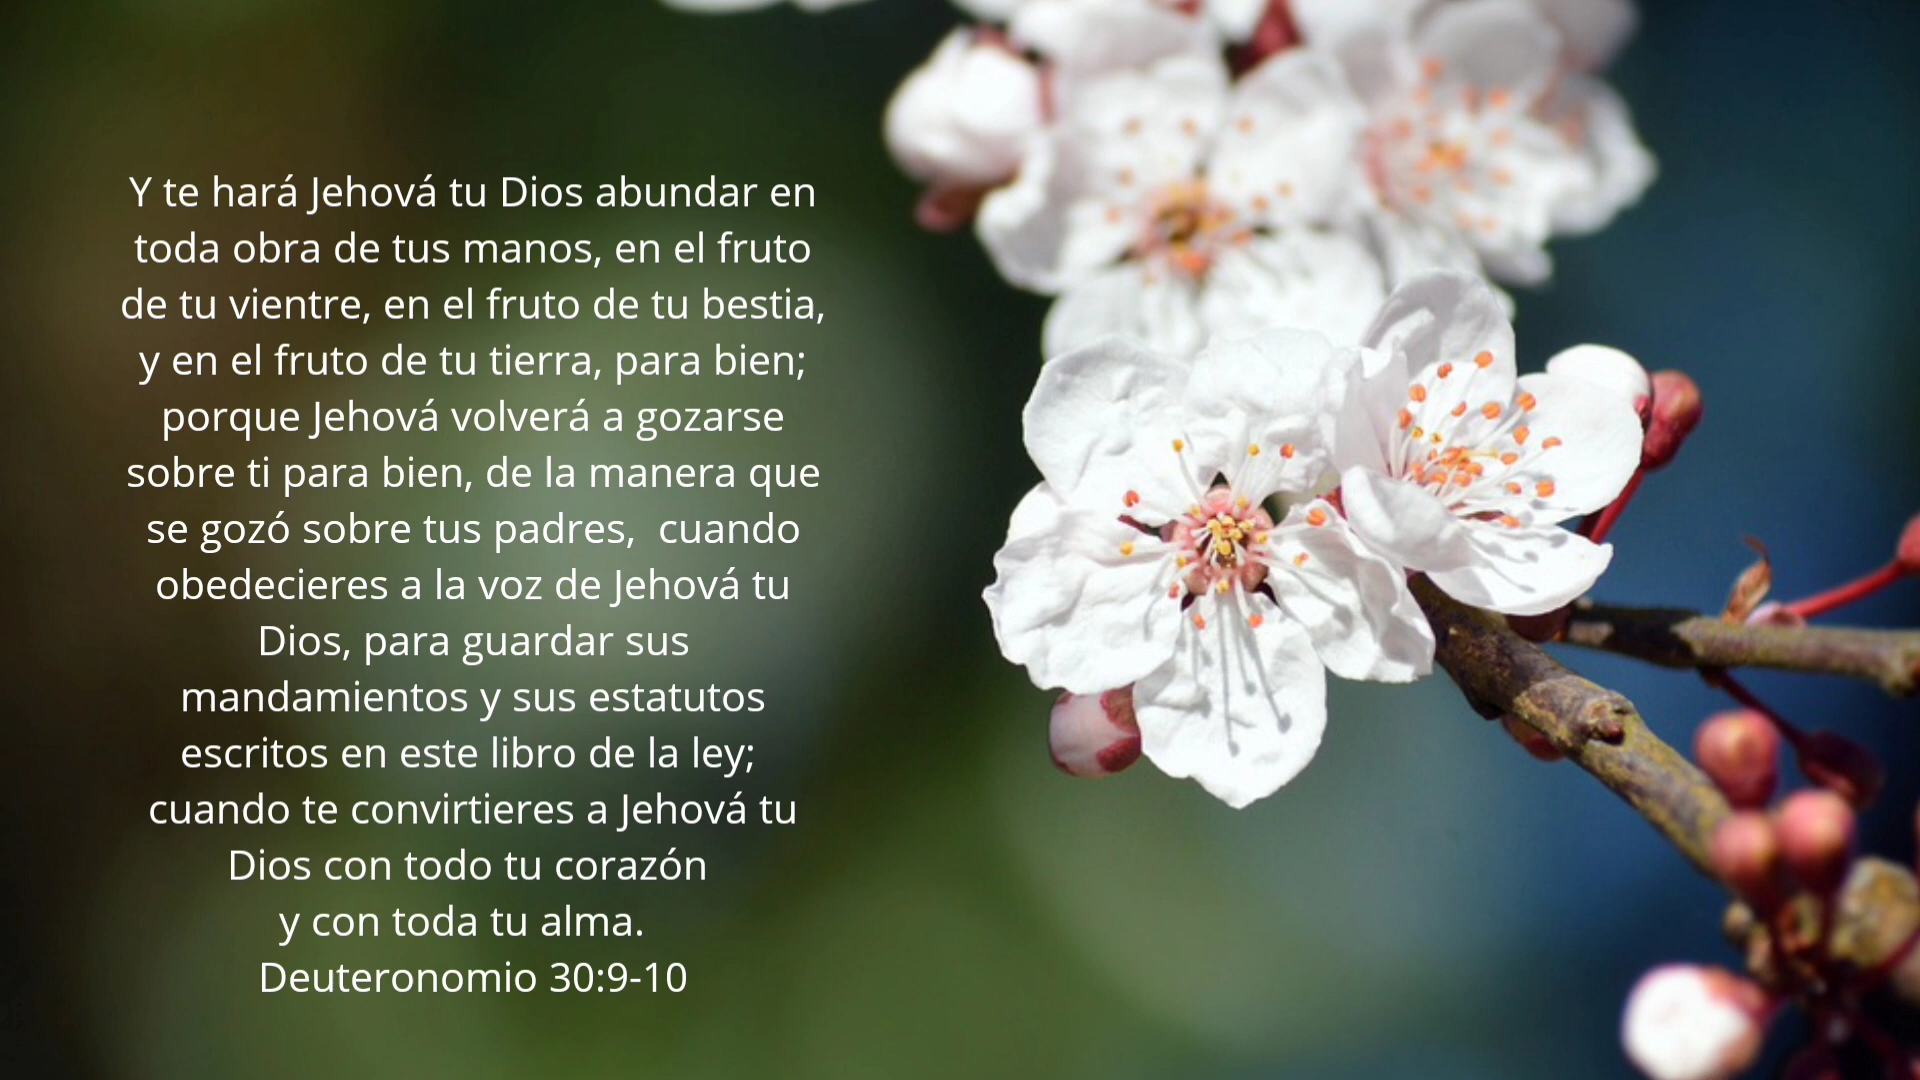 Y te hará Jehová tu Dios abundar en
toda obra de tus manos, en el fruto
de tu vientre, en el fruto de tu bestia,
y en el fruto de tu tierra, para bien;
porque Jehová volverá a gozarse
sobre ti para bien, de la manera que
se gozó sobre tus padres,  cuando
obedecieres a la voz de Jehová tu
Dios, para guardar sus
mandamientos y sus estatutos
escritos en este libro de la ley;
cuando te convirtieres a Jehová tu
Dios con todo tu corazón
y con toda tu alma.
Deuteronomio 30:9-10